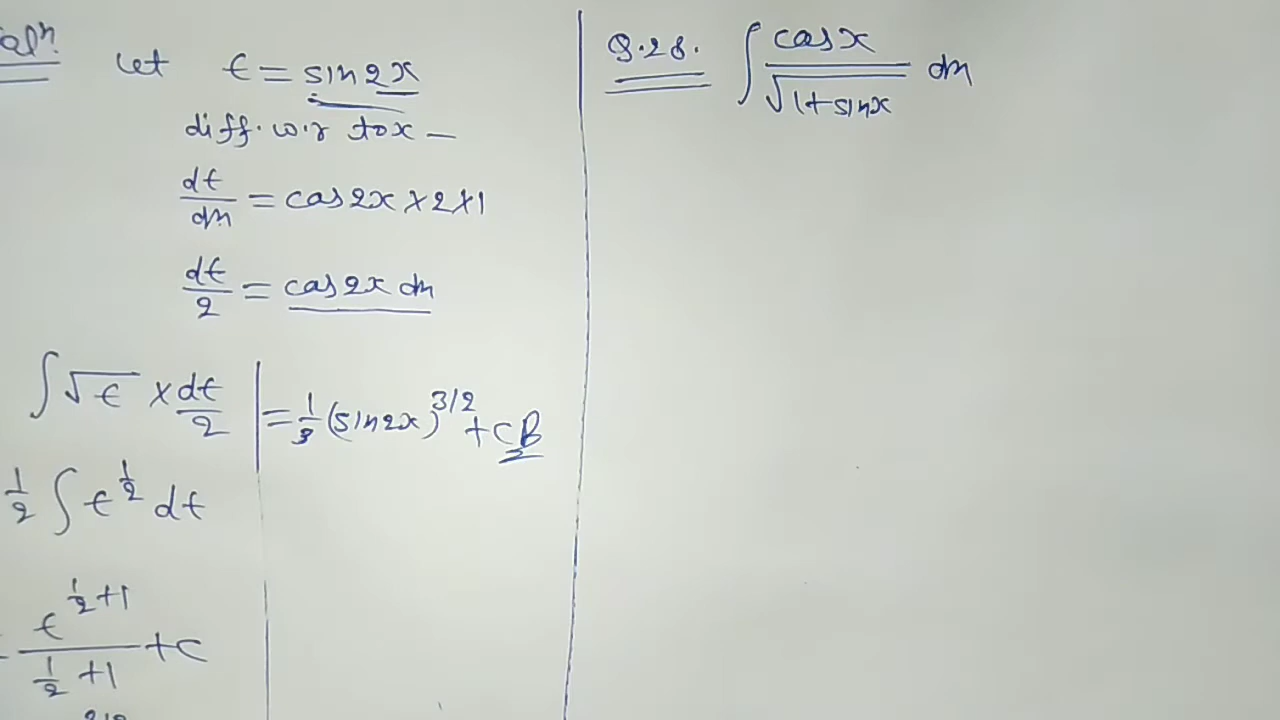 Let t = sin2x
diff. w.r to x —
dt/dx = cos2x × 2 × 1
dt/2 = cos2x dx
∫√t × dt/2
1/2 ∫ t^1/2 dt
t^(1/2+1) / (1/2+1) + c
= 1/3 (sin2x)^3/2 + c
Q.28. ∫ cosx / √1+sinx dx